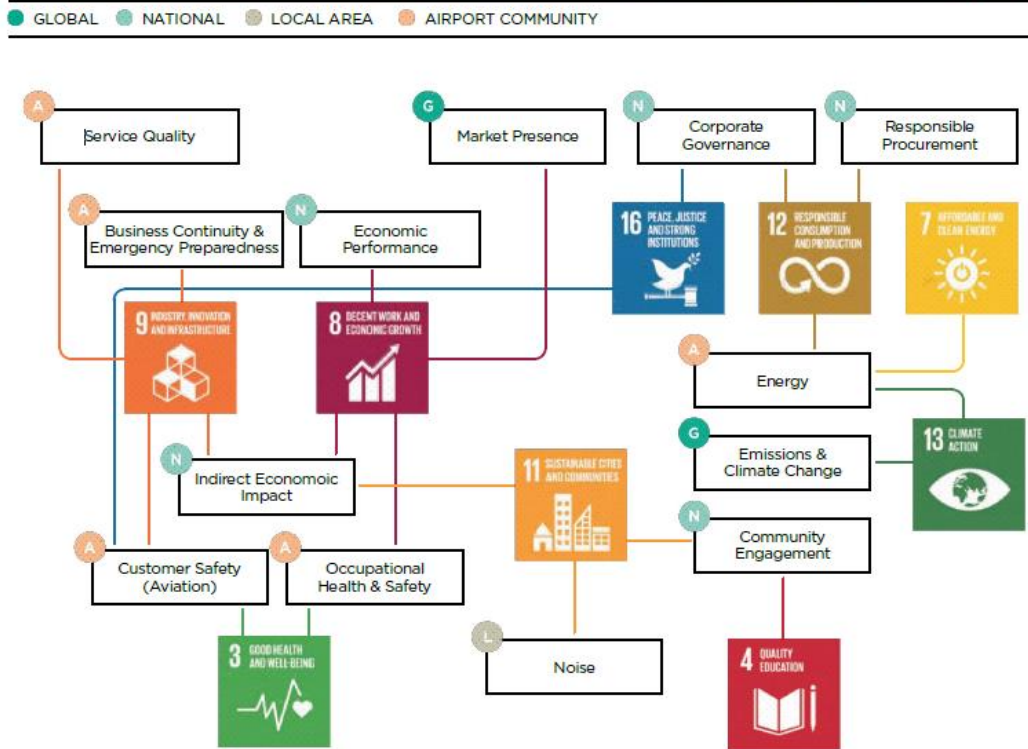 GLOBAL
NATIONAL
LOCAL AREA
AIRPORT COMMUNITY
A
Service Quality
G
Market Presence
N
Corporate
Governance
N
Responsible
Procurement
A
Business Continuity &
Emergency Preparedness
N
Economic
Performance
16 PEACE, JUSTICE
AND STRONG
INSTITUTIONS
12 RESPONSIBLE
CONSUMPTION
AND PRODUCTION
7 AFFORDABLE AND
CLEAN ENERGY
9 INDUSTRY, INNOVATION
AND INFRASTRUCTURE
8 DECENT WORK AND
ECONOMIC GROWTH
A
Energy
G
Emissions &
Climate Change
13 CLIMATE
ACTION
N
Indirect Economoic
Impact
11 SUSTAINABLE CITIES
AND COMMUNITIES
N
Community
Engagement
A
Customer Safety
(Aviation)
A
Occupational
Health & Safety
3 GOOD HEALTH
AND WELL-BEING
L
Noise
4 QUALITY
EDUCATION